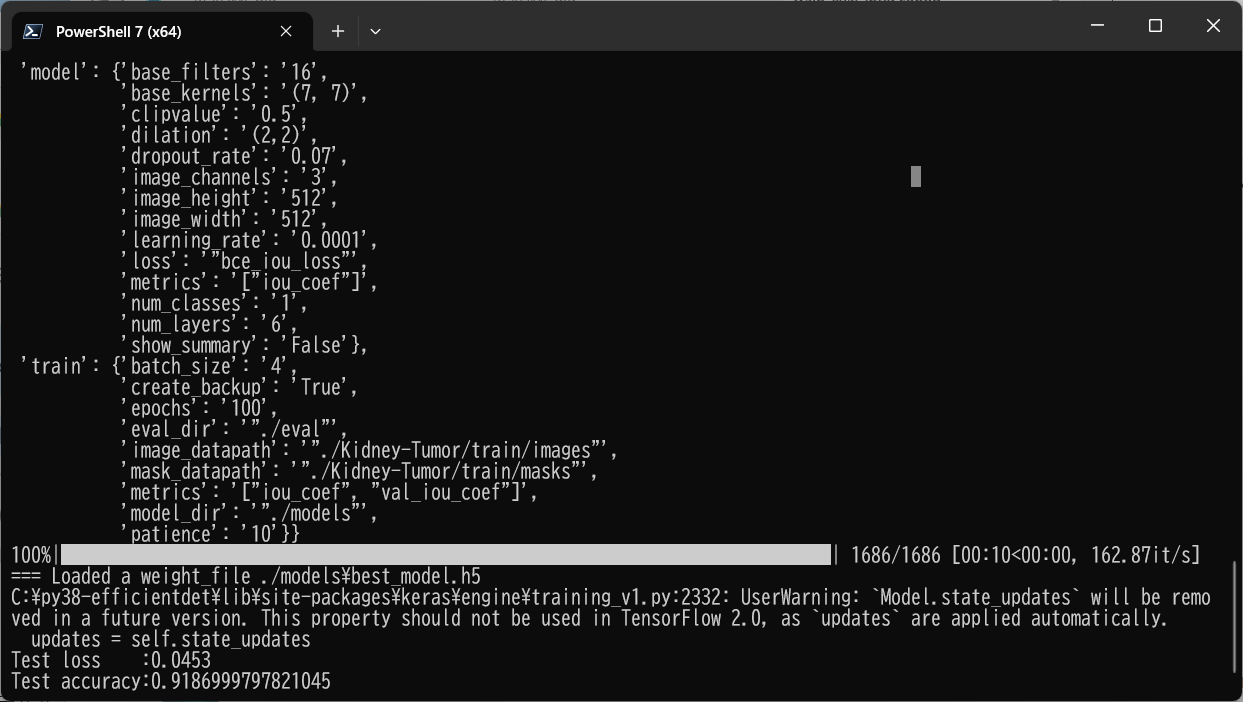 PowerShell 7 (x64)
'model': {'base_filters': '16',
'base_kernels': '(7, 7)',
'clipvalue': '0.5',
'dilation': '(2,2)',
'dropout_rate': '0.07',
'image_channels': '3',
'image_height': '512',
'image_width': '512',
'learning_rate': '0.0001',
'loss': '"bce_iou_loss"',
'metrics': '["iou_coef"]',
'num_classes': '1',
'num_layers': '6',
'show_summary': 'False'},
'train': {'batch_size': '4',
'create_backup': 'True',
'epochs': '100',
'eval_dir': '"./eval"',
'image_datapath': '"./Kidney-Tumor/train/images"',
'mask_datapath': '"./Kidney-Tumor/train/masks"',
'metrics': '["iou_coef", "val_iou_coef"]',
'model_dir': '"./models"',
'patience': '10'}}
100%| | 1686/1686 [00:10<00:00, 162.87it/s]
=== Loaded a weight_file ./models¥best_model.h5
C:¥py38-efficientdet¥lib¥site-packages¥keras¥engine¥training_v1.py:2332: UserWarning: `Model.state_updates` will be remo
ved in a future version. This property should not be used in TensorFlow 2.0, as `updates` are applied automatically.
updates = self.state_updates
Test loss    :0.0453
Test accuracy:0.9186999797821045